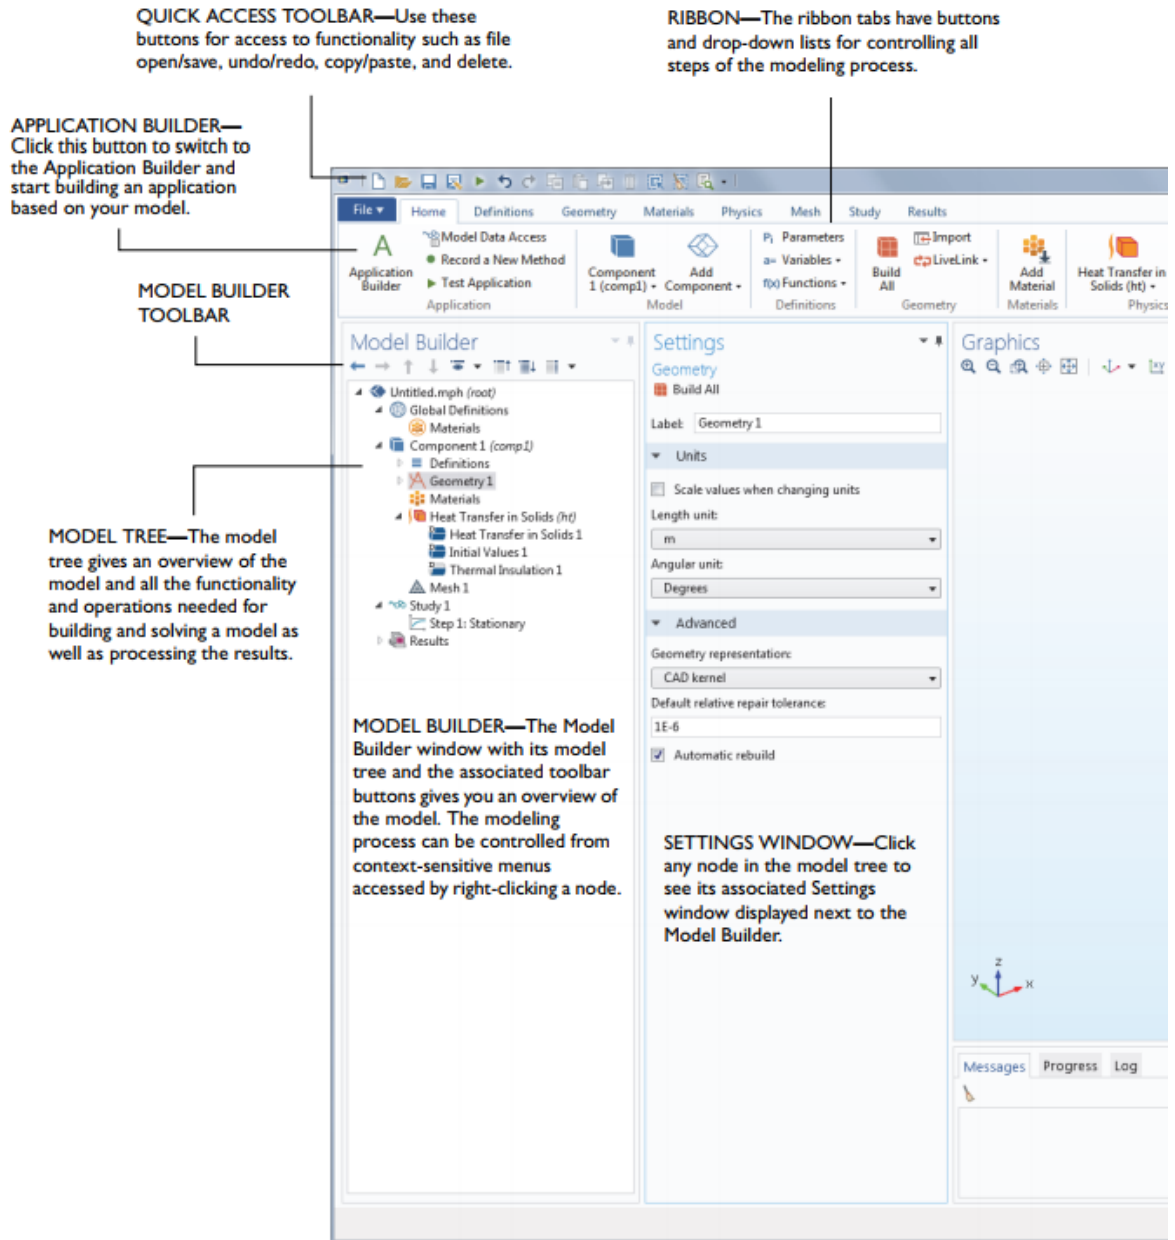 QUICK ACCESS TOOLBAR—Use these
buttons for access to functionality such as file
open/save, undo/redo, copy/paste, and delete.
RIBBON—The ribbon tabs have buttons
and drop-down lists for controlling all
steps of the modeling process.
APPLICATION BUILDER—
Click this button to switch to
the Application Builder and
start building an application
based on your model.
File Home Definitions Geometry Materials Physics Mesh Study Results
Model Data Access
Record a New Method
Test Application
Application
Builder
Application
Component
1 (comp1)
Add
Component
Model
Pi Parameters
a= Variables
f(x) Functions
Definitions
Build
All
Import
LiveLink
Geometry
Add
Material
Materials
Heat Transfer in
Solids (ht)
Physics
MODEL BUILDER
TOOLBAR
Model Builder
Untitled.mph (root)
Global Definitions
Materials
Component 1 (comp1)
Definitions
Geometry 1
Materials
Heat Transfer in Solids (ht)
Heat Transfer in Solids 1
Initial Values 1
Thermal Insulation 1
Mesh 1
Study 1
Step 1: Stationary
Results
MODEL TREE—The model
tree gives an overview of the
model and all the functionality
and operations needed for
building and solving a model as
well as processing the results.
MODEL BUILDER—The Model
Builder window with its model
tree and the associated toolbar
buttons gives you an overview of
the model. The modeling
process can be controlled from
context-sensitive menus
accessed by right-clicking a node.
Settings
Geometry
Build All
Label: Geometry 1
Units
Scale values when changing units
Length unit:
m
Angular unit:
Degrees
Advanced
Geometry representation:
CAD kernel
Default relative repair tolerance:
1E-6
Automatic rebuild
SETTINGS WINDOW—Click
any node in the model tree to
see its associated Settings
window displayed next to the
Model Builder.
Graphics
xy
z
y x
Messages Progress Log